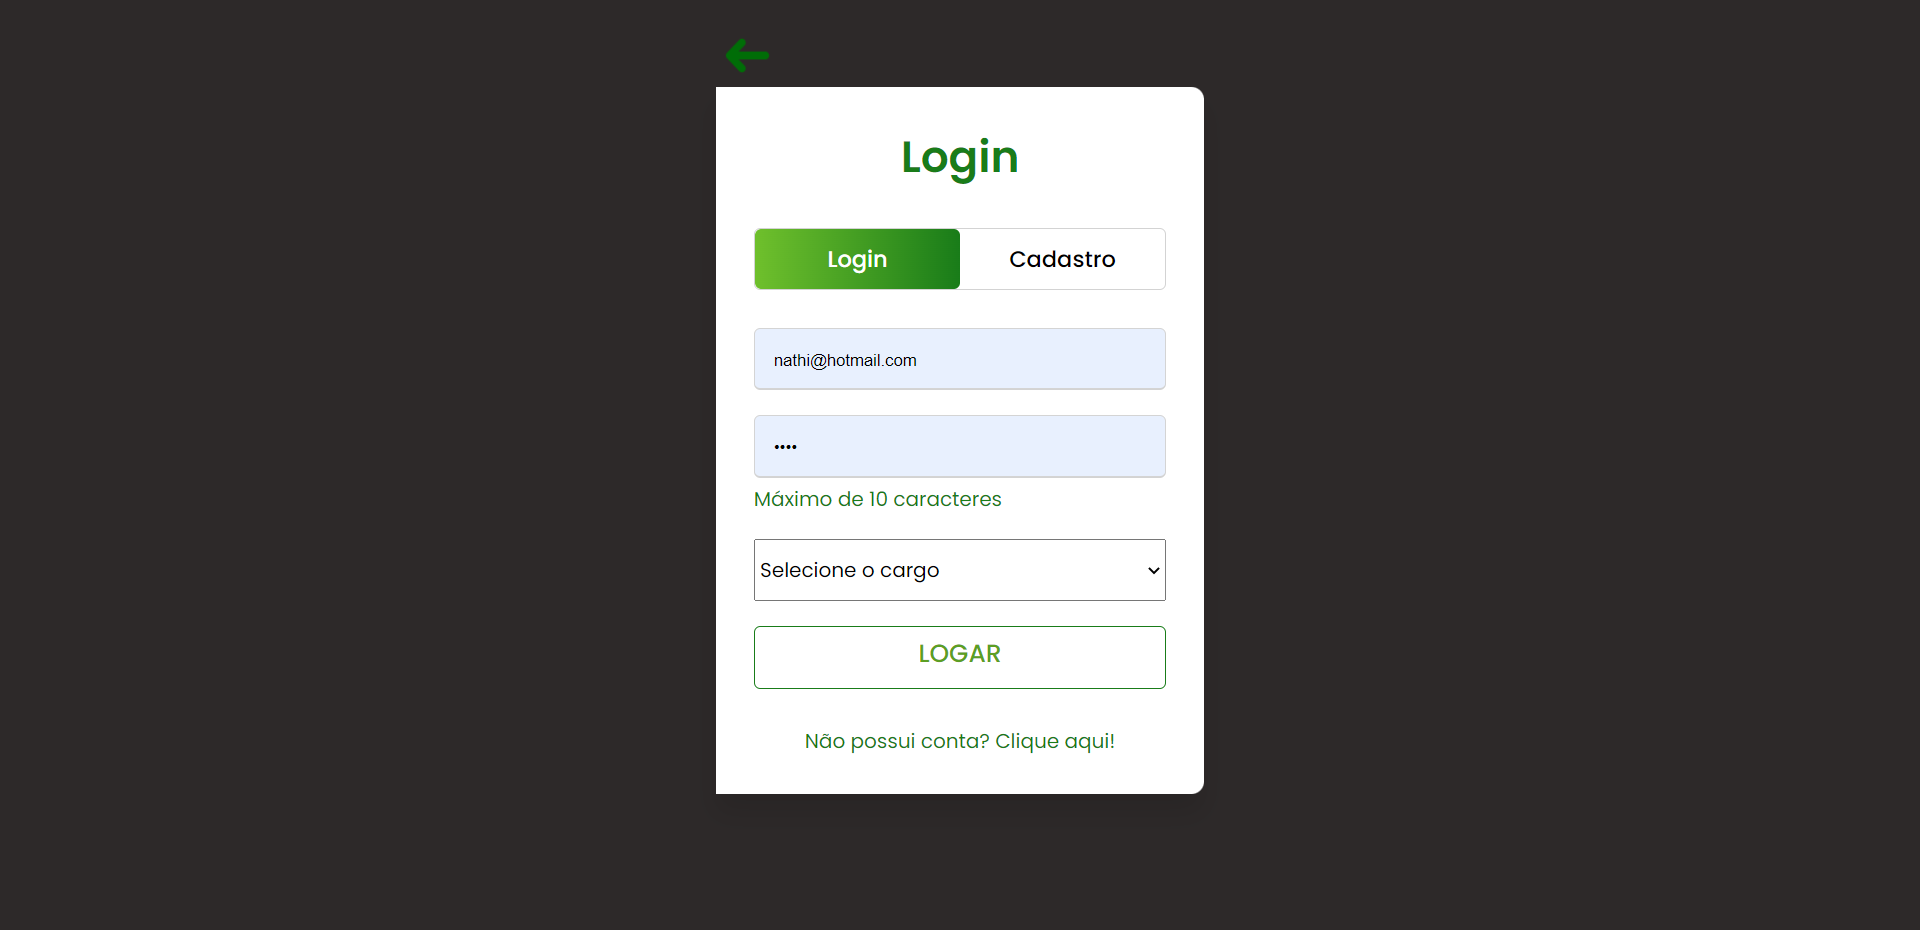 Login
Login Cadastro
nathi@hotmail.com
••••
Máximo de 10 caracteres
Selecione o cargo
LOGAR
Não possui conta? Clique aqui!